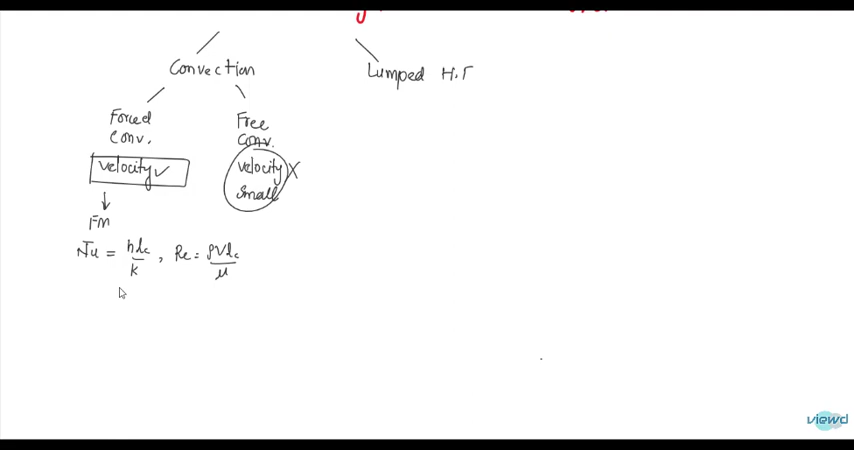 Convection
Lumped H.T
Forced
Conv.
Free
Conv.
velocity ✓
velocity X
small
FM
Nu = hLc/k , Re = ρVLc/μ
viewd